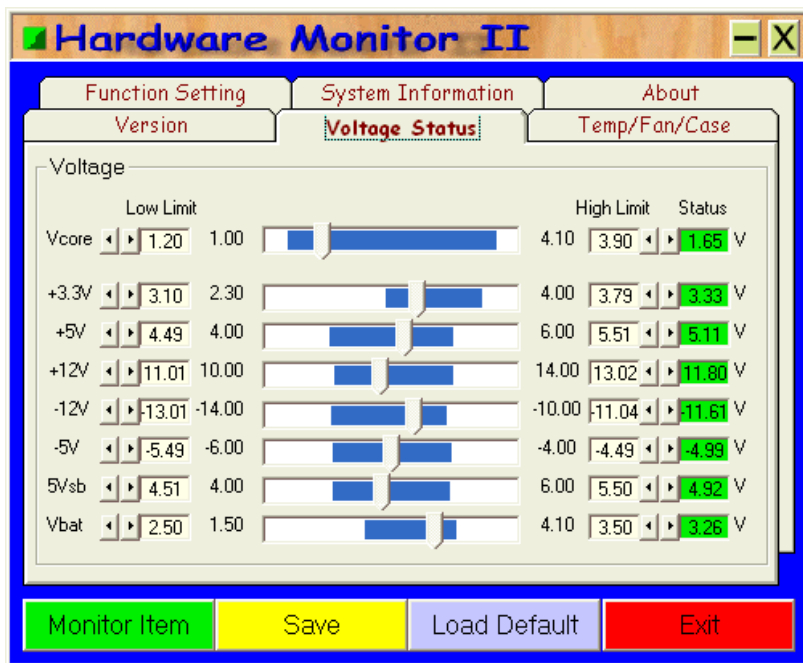 Hardware Monitor II – X
Function Setting System Information About
Version Voltage Status Temp/Fan/Case
Voltage
Low Limit High Limit Status
Vcore 1.20 1.00 4.10 3.90 1.65 V
+3.3V 3.10 2.30 4.00 3.79 3.33 V
+5V 4.49 4.00 6.00 5.51 5.11 V
+12V 11.01 10.00 14.00 13.02 11.80 V
-12V -13.01 -14.00 -10.00 -11.04 -11.61 V
-5V -5.49 -6.00 -4.00 -4.49 -4.99 V
5Vsb 4.51 4.00 6.00 5.50 4.92 V
Vbat 2.50 1.50 4.10 3.50 3.26 V
Monitor Item Save Load Default Exit